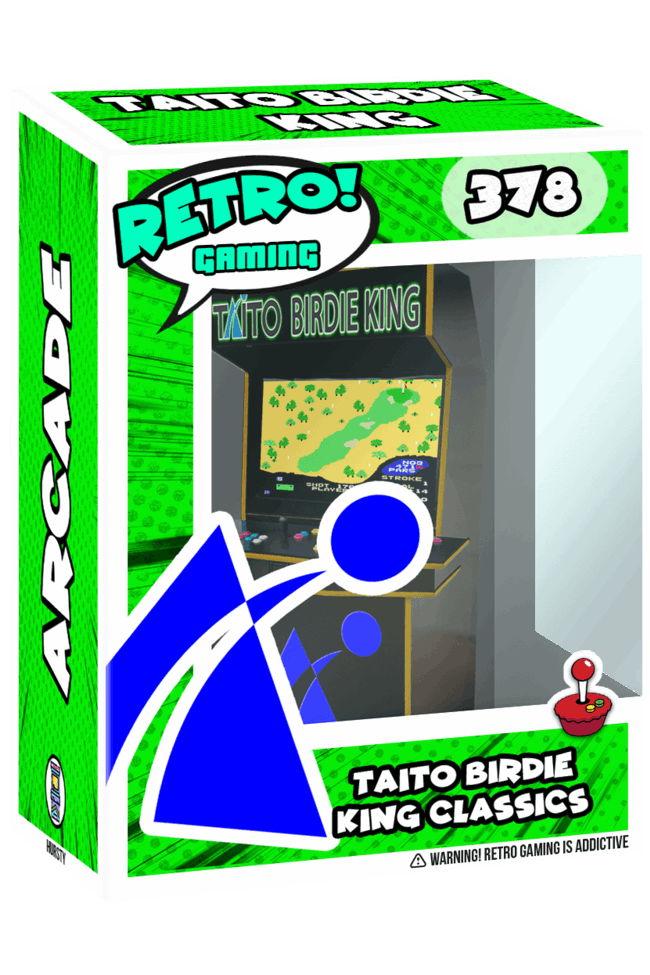 TAITO BIRDIE
KING
RETRO!
GAMING
378
ARCADE
TAITO BIRDIE KING
STROKE
TAITO BIRDIE
KING CLASSICS
WARNING! RETRO GAMING IS ADDICTIVE
HURSTY